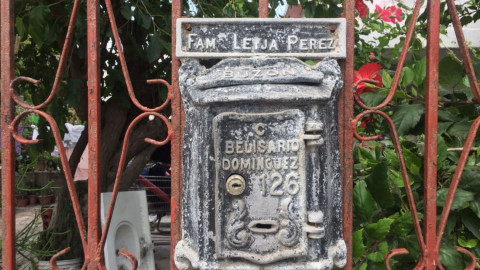 FAM. LEIJA PEREZ
BUZON
C
BELISARIO
DOMINGUEZ
126